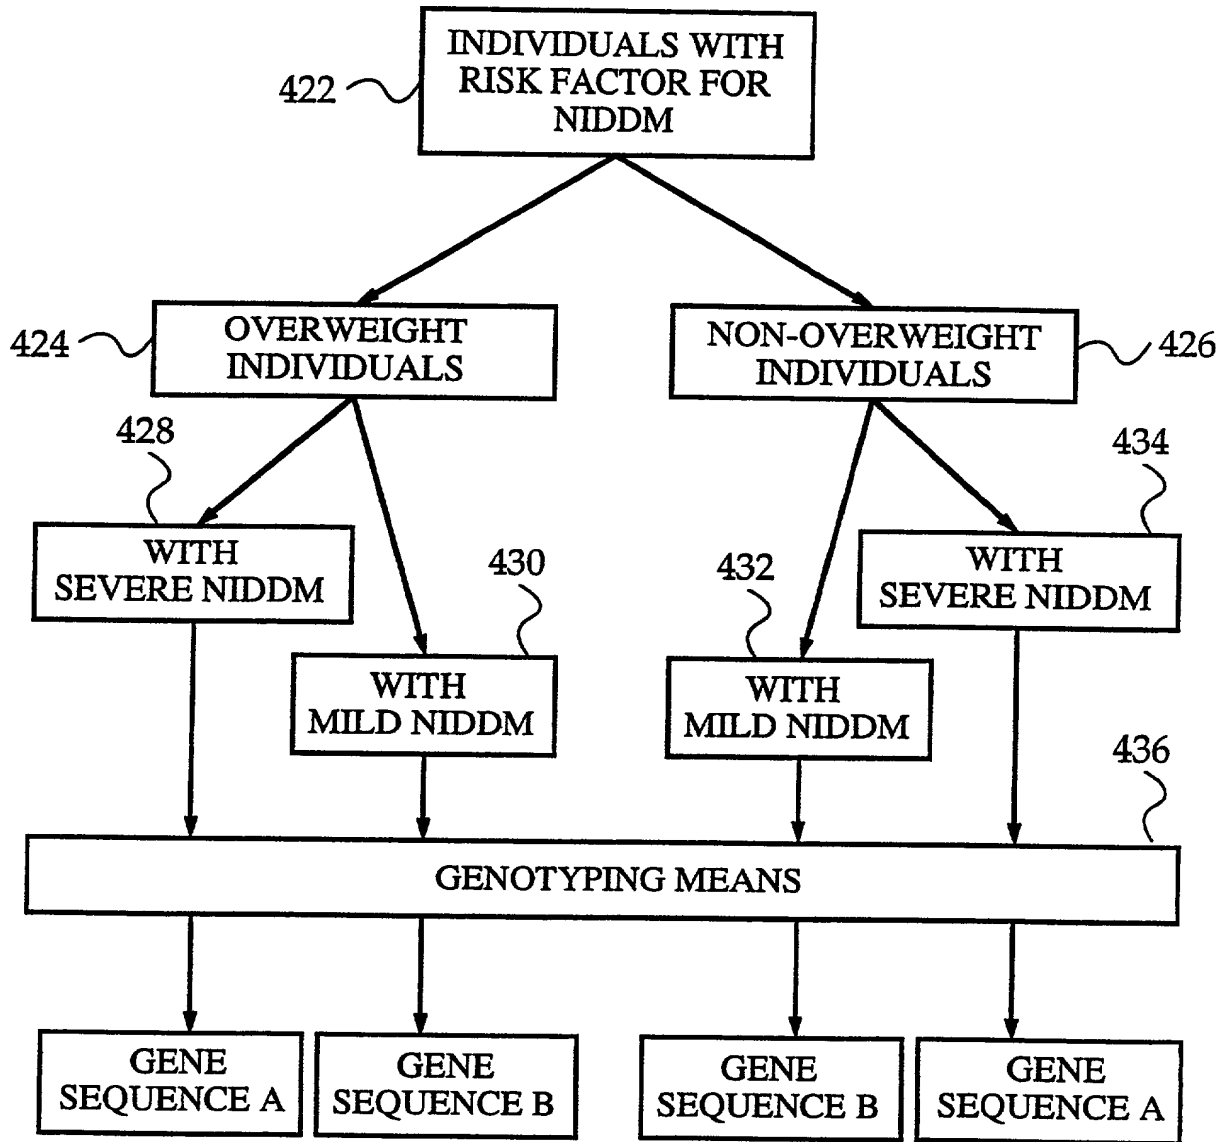 INDIVIDUALS WITH
RISK FACTOR FOR
NIDDM
422
OVERWEIGHT
INDIVIDUALS
424
NON-OVERWEIGHT
INDIVIDUALS
426
428
434
WITH
SEVERE NIDDM
WITH
SEVERE NIDDM
430
432
WITH
MILD NIDDM
WITH
MILD NIDDM
436
GENOTYPING MEANS
GENE
SEQUENCE A
GENE
SEQUENCE B
GENE
SEQUENCE B
GENE
SEQUENCE A